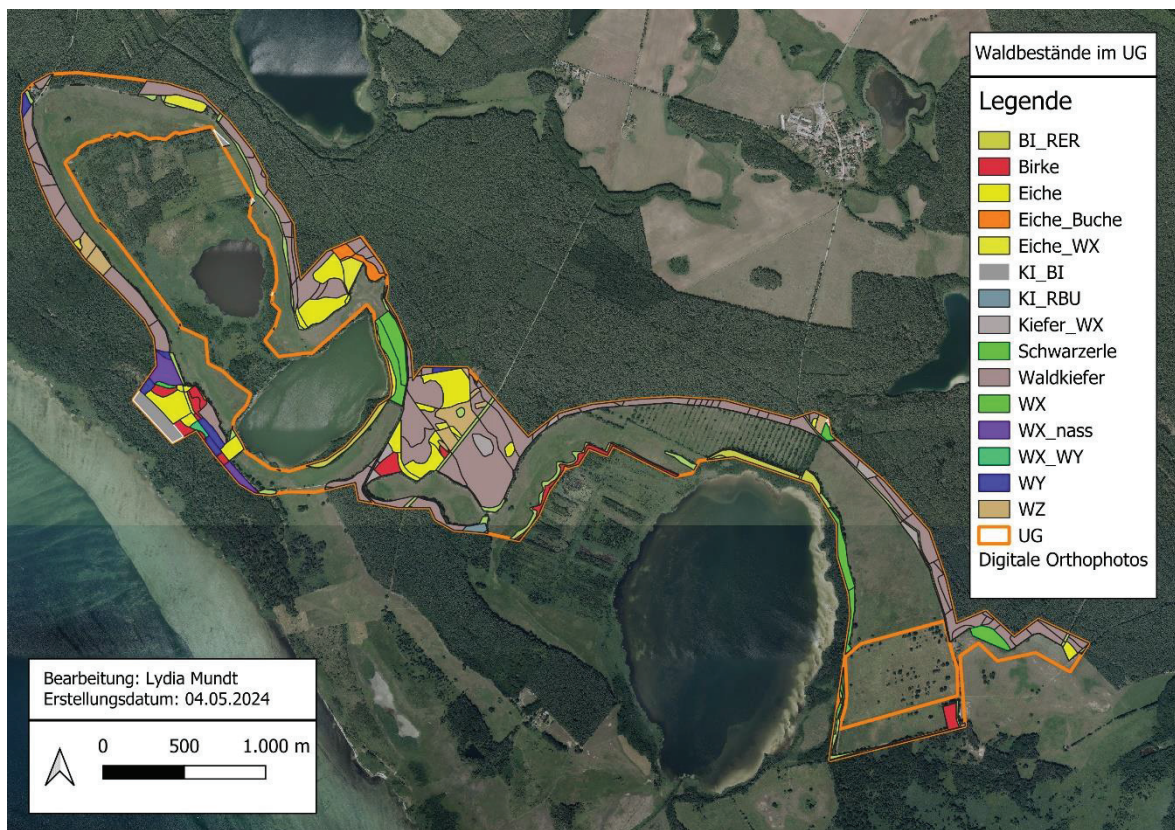 Waldbestände im UG
Legende
BI_RER
Birke
Eiche
Eiche_Buche
Eiche_WX
KI_BI
KI_RBU
Kiefer_WX
Schwarzerle
Waldkiefer
WX
WX_nass
WX_WY
WY
WZ
UG
Digitale Orthophotos
Bearbeitung: Lydia Mundt
Erstellungsdatum: 04.05.2024
0 500 1.000 m